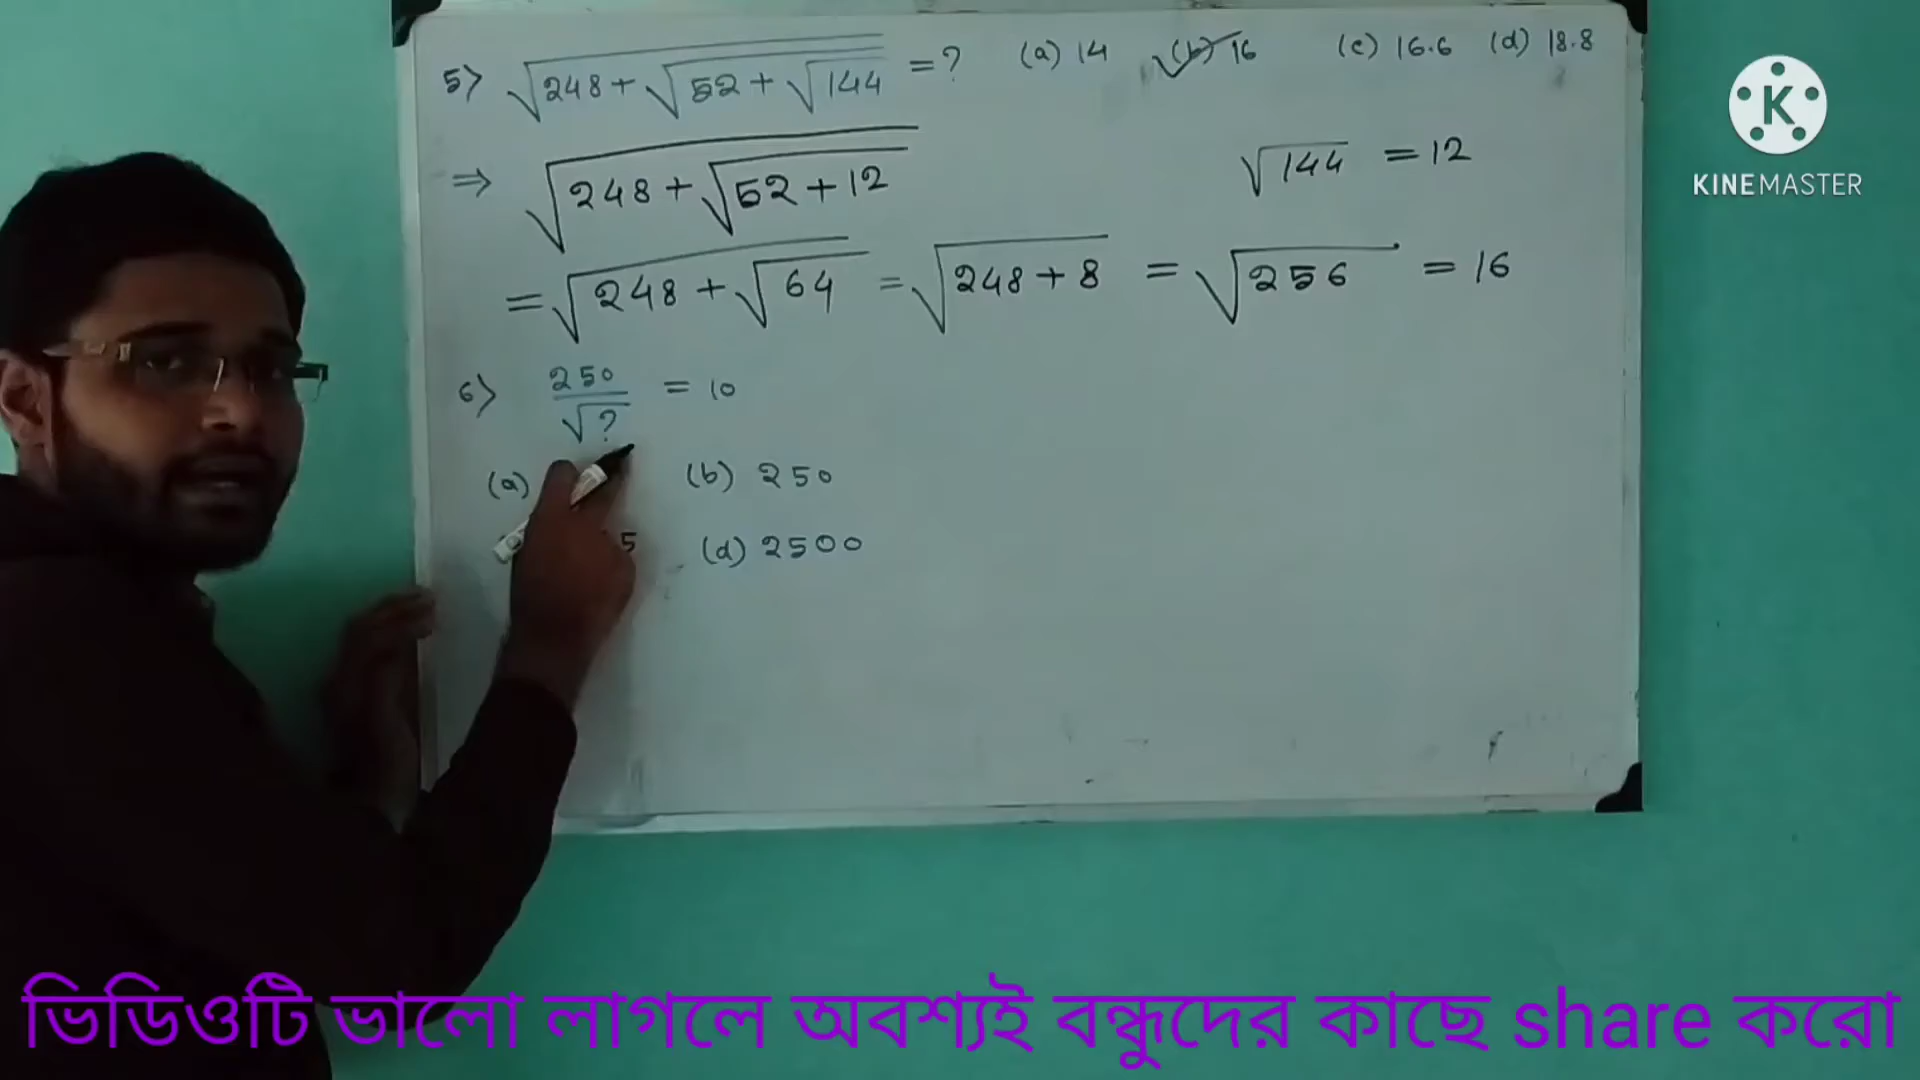 5) √248 + √52 + √144 = ? (a) 14 (b) 16 (c) 16.6 (d) 18.8
⇒ √248 + √52 + 12 √144 = 12
= √248 + √64 = √248 + 8 = √256 = 16
6) 250/√? = 10
(a) (b) 250
5 (d) 2500
KINEMASTER
ভিডিওটি ভালো লাগলে অবশ্যই বন্ধুদের কাছে share করো